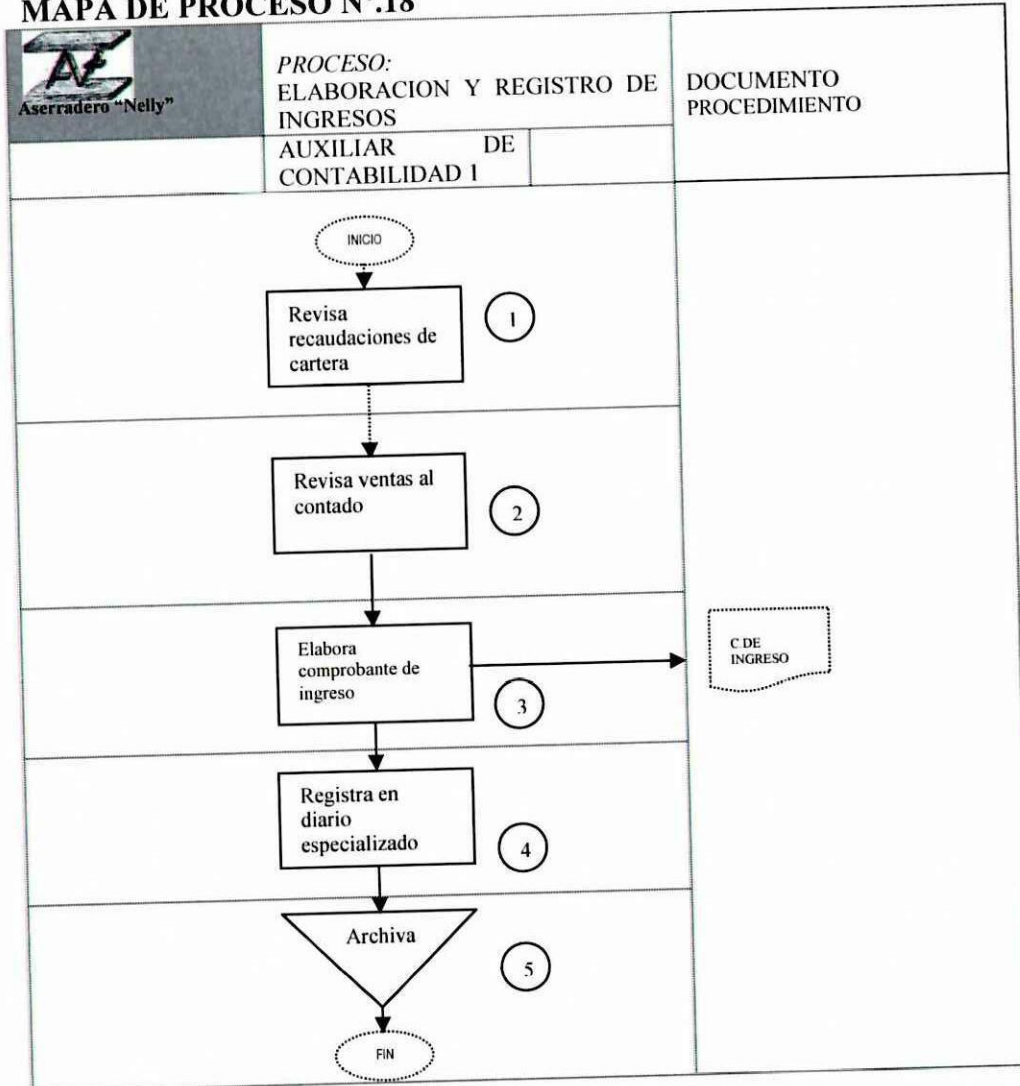 MAPA DE PROCESO Nº.18
Aserradero "Nelly"
PROCESO:
ELABORACION Y REGISTRO DE
INGRESOS
AUXILIAR DE
CONTABILIDAD 1
DOCUMENTO
PROCEDIMIENTO
INICIO
Revisa
recaudaciones de
cartera
1
Revisa ventas al
contado
2
Elabora
comprobante de
ingreso
3
C.DE
INGRESO
Registra en
diario
especializado
4
Archiva
5
FIN